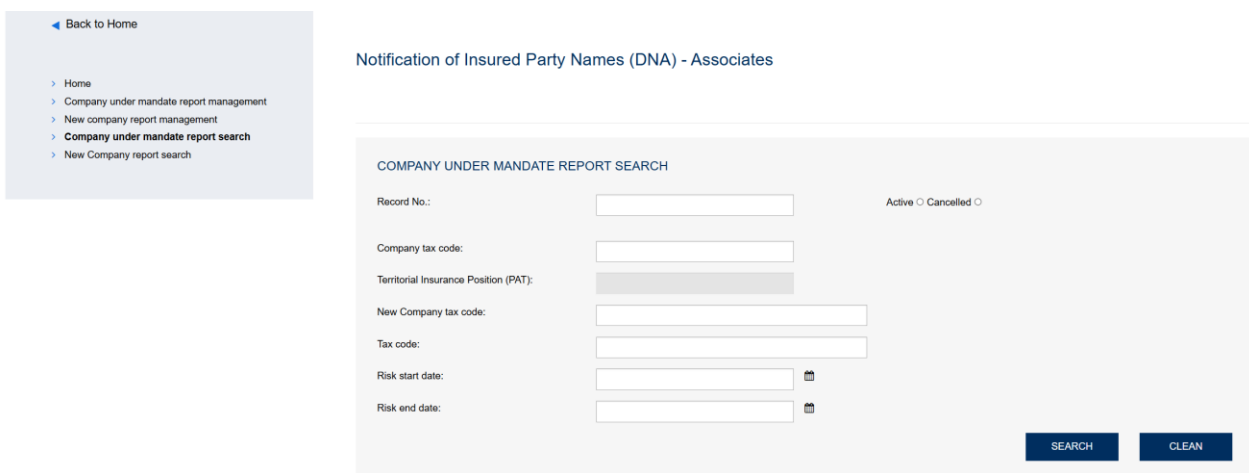 Back to Home
Home
Company under mandate report management
New company report management
Company under mandate report search
New Company report search
Notification of Insured Party Names (DNA) - Associates
COMPANY UNDER MANDATE REPORT SEARCH
Record No.:
Active Cancelled
Company tax code:
Territorial Insurance Position (PAT):
New Company tax code:
Tax code:
Risk start date:
Risk end date:
SEARCH CLEAN